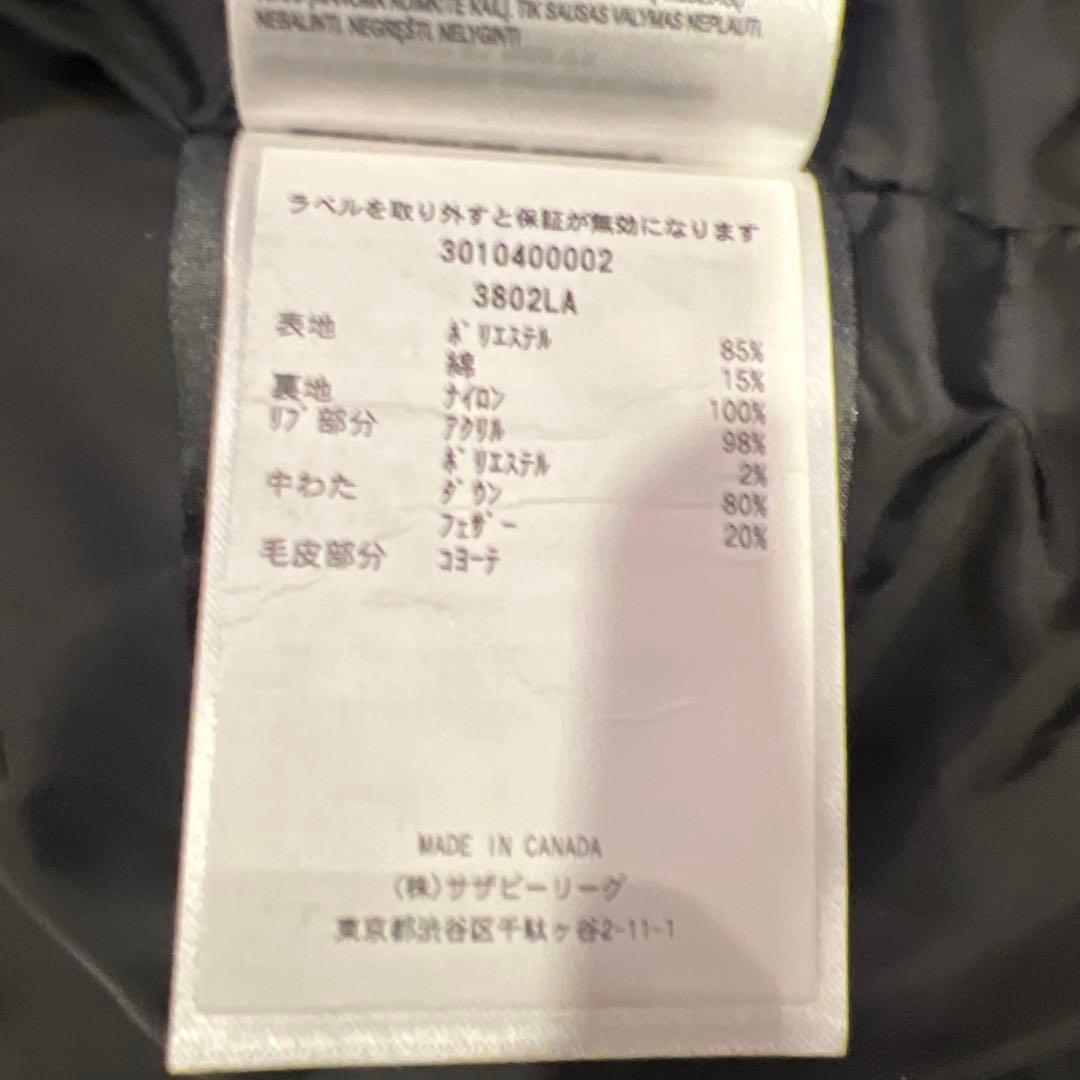 KAILĮ. TIK SAUSAS VALYMAS NEPLAUTI.
NEBALINTI. NEGRĘŠTI. NELYGINTI
ラベルを取り外すと保証が無効になります
3010400002
3802LA
表地 ポリエステル 85%
綿 15%
裏地 ナイロン 100%
リブ部分 アクリル 98%
ポリエステル 2%
中わた ダウン 80%
フェザー 20%
毛皮部分 コヨーテ
MADE IN CANADA
(株)サザビーリーグ
東京都渋谷区千駄ヶ谷2-11-1